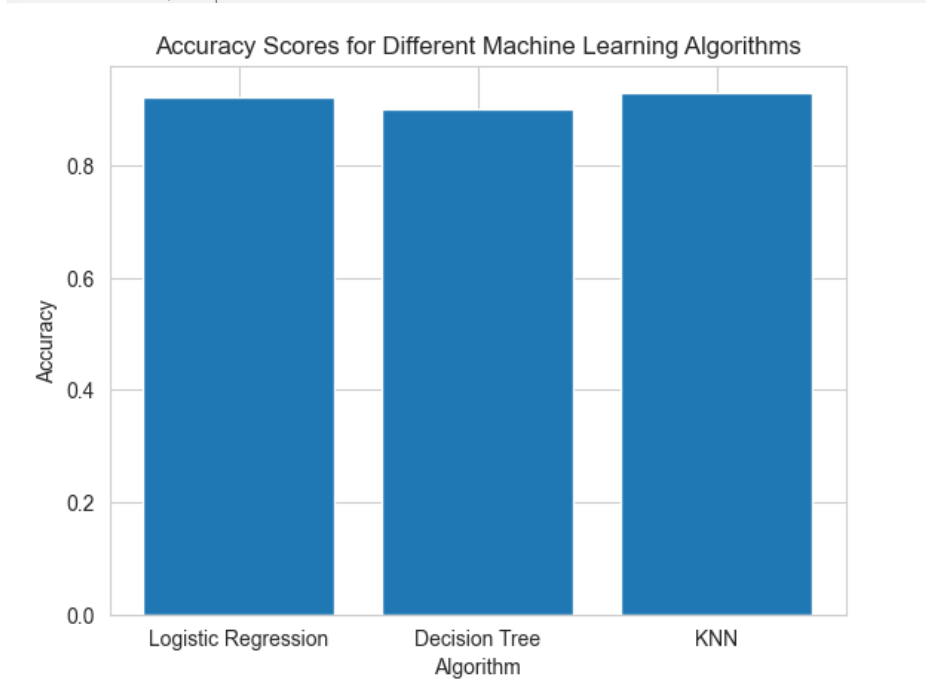 Accuracy Scores for Different Machine Learning Algorithms
0.8
0.6
0.4
0.2
0.0
Accuracy
Logistic Regression Decision Tree KNN
Algorithm